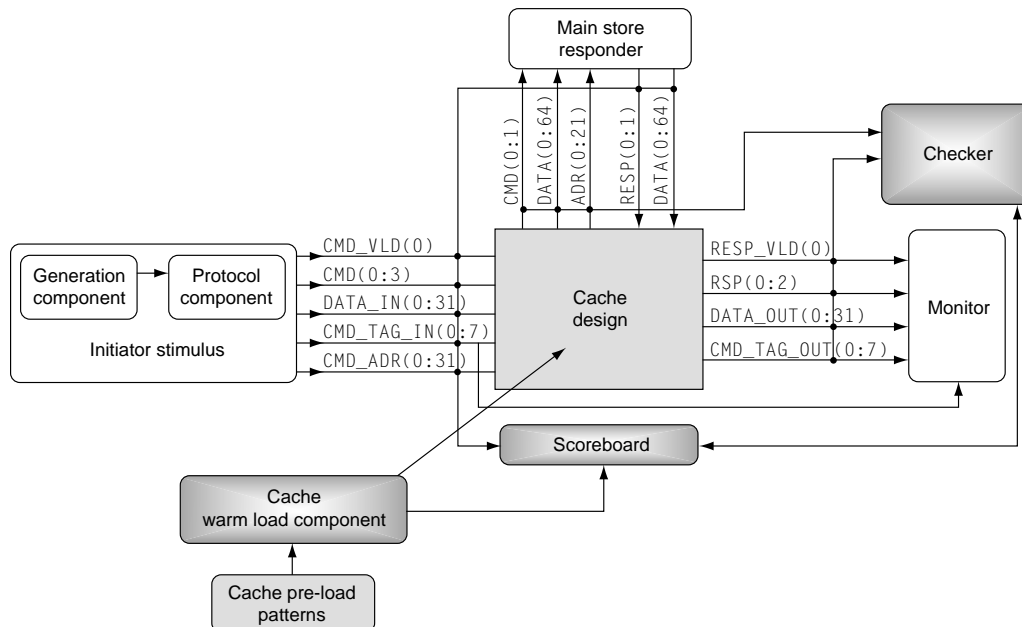 Main store
responder
CMD(0:1)
DATA(0:64)
ADR(0:21)
RESP(0:1)
DATA(0:64)
Checker
Generation
component
Protocol
component
Initiator stimulus
CMD_VLD(0)
CMD(0:3)
DATA_IN(0:31)
CMD_TAG_IN(0:7)
CMD_ADR(0:31)
Cache
design
RESP_VLD(0)
RSP(0:2)
DATA_OUT(0:31)
CMD_TAG_OUT(0:7)
Monitor
Scoreboard
Cache
warm load component
Cache pre-load
patterns